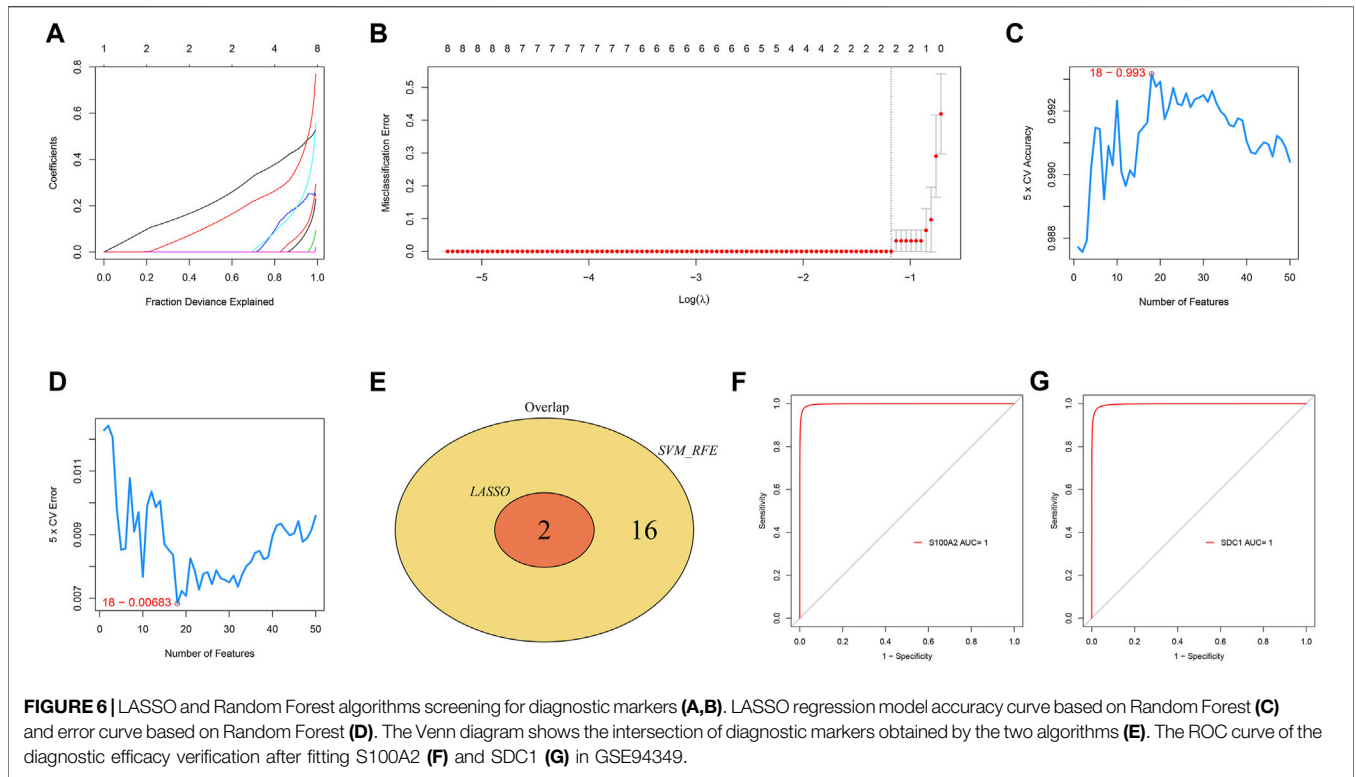 A
1 2 2 2 4 8
0.8
0.6
0.4
0.2
0.0
Coefficients
0.0 0.2 0.4 0.6 0.8 1.0
Fraction Deviance Explained
B
8 8 8 8 8 7 7 7 7 7 7 7 6 6 6 6 6 6 6 5 5 4 4 4 2 2 2 2 2 2 1 0
0.5
0.4
0.3
0.2
0.1
0.0
Misclassification Error
−5 −4 −3 −2 −1
Log(λ)
C
18 − 0.993
0.992
0.990
0.988
5 x CV Accuracy
0 10 20 30 40 50
Number of Features
D
0.011
0.009
0.007
5 x CV Error
18 − 0.00683
0 10 20 30 40 50
Number of Features
E
Overlap
SVM_RFE
LASSO
2
16
F
1.0
0.8
0.6
0.4
0.2
0.0
Sensitivity
S100A2 AUC= 1
0.0 0.2 0.4 0.6 0.8 1.0
1 − Specificity
G
1.0
0.8
0.6
0.4
0.2
0.0
Sensitivity
SDC1 AUC= 1
0.0 0.2 0.4 0.6 0.8 1.0
1 − Specificity
FIGURE 6 | LASSO and Random Forest algorithms screening for diagnostic markers (A,B). LASSO regression model accuracy curve based on Random Forest (C)
and error curve based on Random Forest (D). The Venn diagram shows the intersection of diagnostic markers obtained by the two algorithms (E). The ROC curve of the
diagnostic efficacy verification after fitting S100A2 (F) and SDC1 (G) in GSE94349.